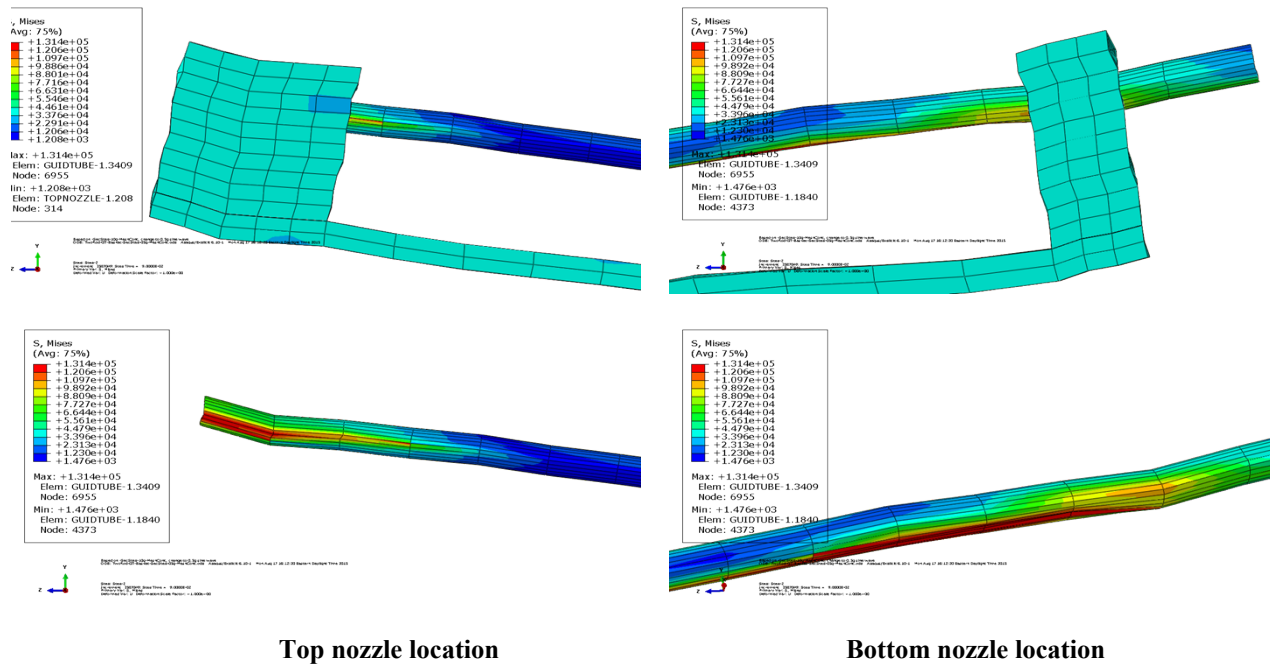 S, Mises
(Avg: 75%)
+1.314e+05
+1.206e+05
+1.097e+05
+9.886e+04
+8.801e+04
+7.716e+04
+6.631e+04
+5.546e+04
+4.461e+04
+3.376e+04
+2.291e+04
+1.206e+04
+1.208e+03
Max: +1.314e+05
Elem: GUIDTUBE-1.3409
Node: 6955
Min: +1.208e+03
Elem: TOPNOZZLE-1.208
Node: 314
Y
Z
S, Mises
(Avg: 75%)
+1.314e+05
+1.206e+05
+1.097e+05
+9.892e+04
+8.809e+04
+7.727e+04
+6.644e+04
+5.561e+04
+4.479e+04
+3.396e+04
+2.313e+04
+1.230e+04
+1.476e+03
Max: +1.314e+05
Elem: GUIDTUBE-1.3409
Node: 6955
Min: +1.476e+03
Elem: GUIDTUBE-1.1840
Node: 4373
Y
Z
S, Mises
(Avg: 75%)
+1.314e+05
+1.206e+05
+1.097e+05
+9.892e+04
+8.809e+04
+7.727e+04
+6.644e+04
+5.561e+04
+4.479e+04
+3.396e+04
+2.313e+04
+1.230e+04
+1.476e+03
Max: +1.314e+05
Elem: GUIDTUBE-1.3409
Node: 6955
Min: +1.476e+03
Elem: GUIDTUBE-1.1840
Node: 4373
Y
Z
S, Mises
(Avg: 75%)
+1.314e+05
+1.206e+05
+1.097e+05
+9.892e+04
+8.809e+04
+7.727e+04
+6.644e+04
+5.561e+04
+4.479e+04
+3.396e+04
+2.313e+04
+1.230e+04
+1.476e+03
Max: +1.314e+05
Elem: GUIDTUBE-1.3409
Node: 6955
Min: +1.476e+03
Elem: GUIDTUBE-1.1840
Node: 4373
Y
Z
Top nozzle location
Bottom nozzle location